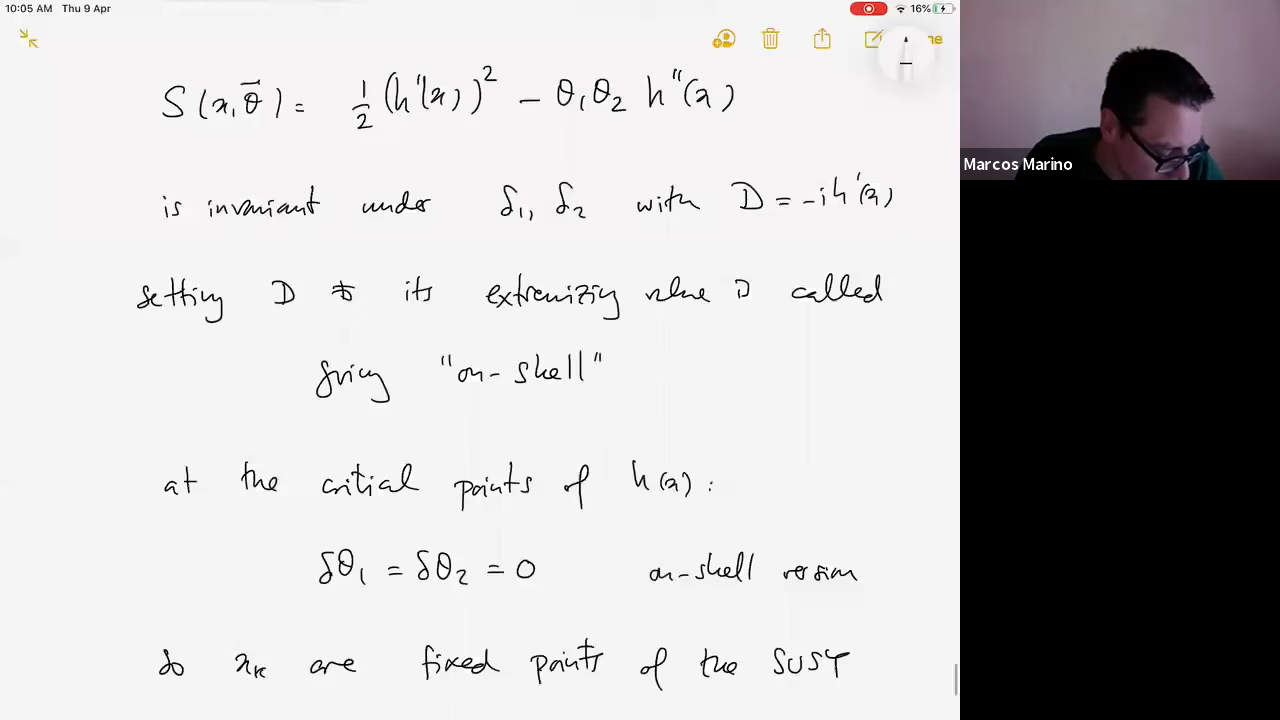 10:05 AM Thu 9 Apr
16%
S(x,θ⃗) = 1/2 (h'(x))² − θ₁θ₂ h''(x)
is invariant under δ₁, δ₂ with D = −i h'(x)
setting D to its extremizing value is called
going "on-shell"
at the critical points of h(x) :
δθ₁ = δθ₂ = 0 on-shell version
so xₖ are fixed points of the SUSY
Marcos Marino